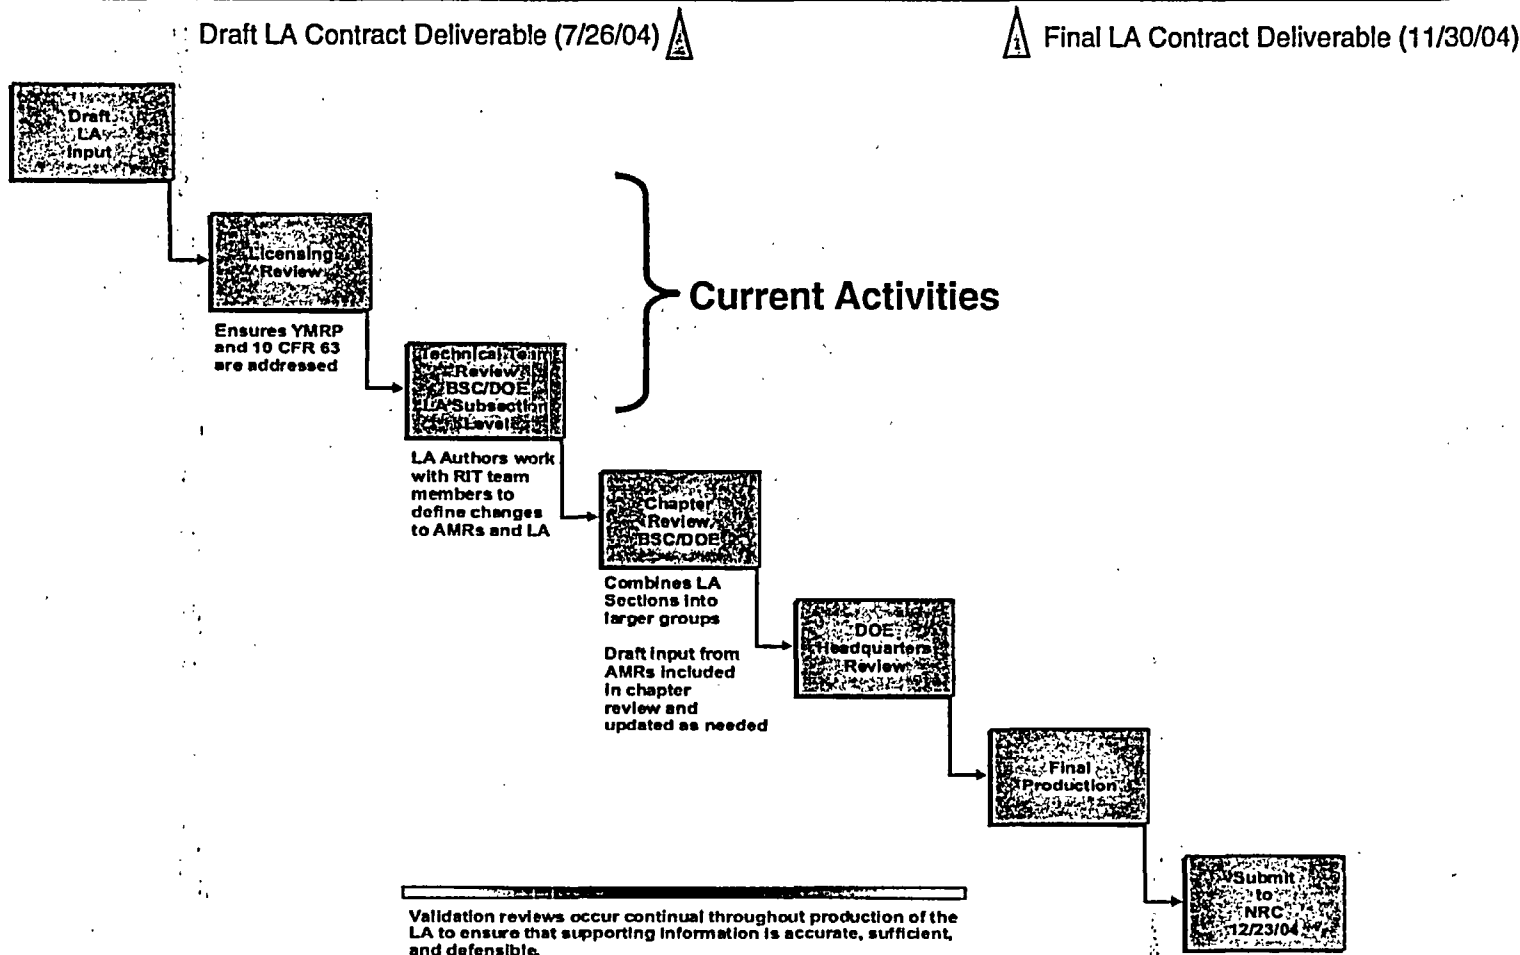 Draft LA Contract Deliverable (7/26/04)
Final LA Contract Deliverable (11/30/04)
Draft
LA
Input
Licensing
Review
Ensures YMRP
and 10 CFR 63
are addressed
Current Activities
Technical Team
Review
BSC/DOE
LA Subsection
Level
LA Authors work
with RIT team
members to
define changes
to AMRs and LA
Chapter
Review
BSC/DOE
Combines LA
Sections into
larger groups
Draft input from
AMRs included
in chapter
review and
updated as needed
DOE
Headquarters
Review
Final
Production
Submit
to
NRC
12/23/04
Validation reviews occur continual throughout production of the
LA to ensure that supporting information is accurate, sufficient,
and defensible.